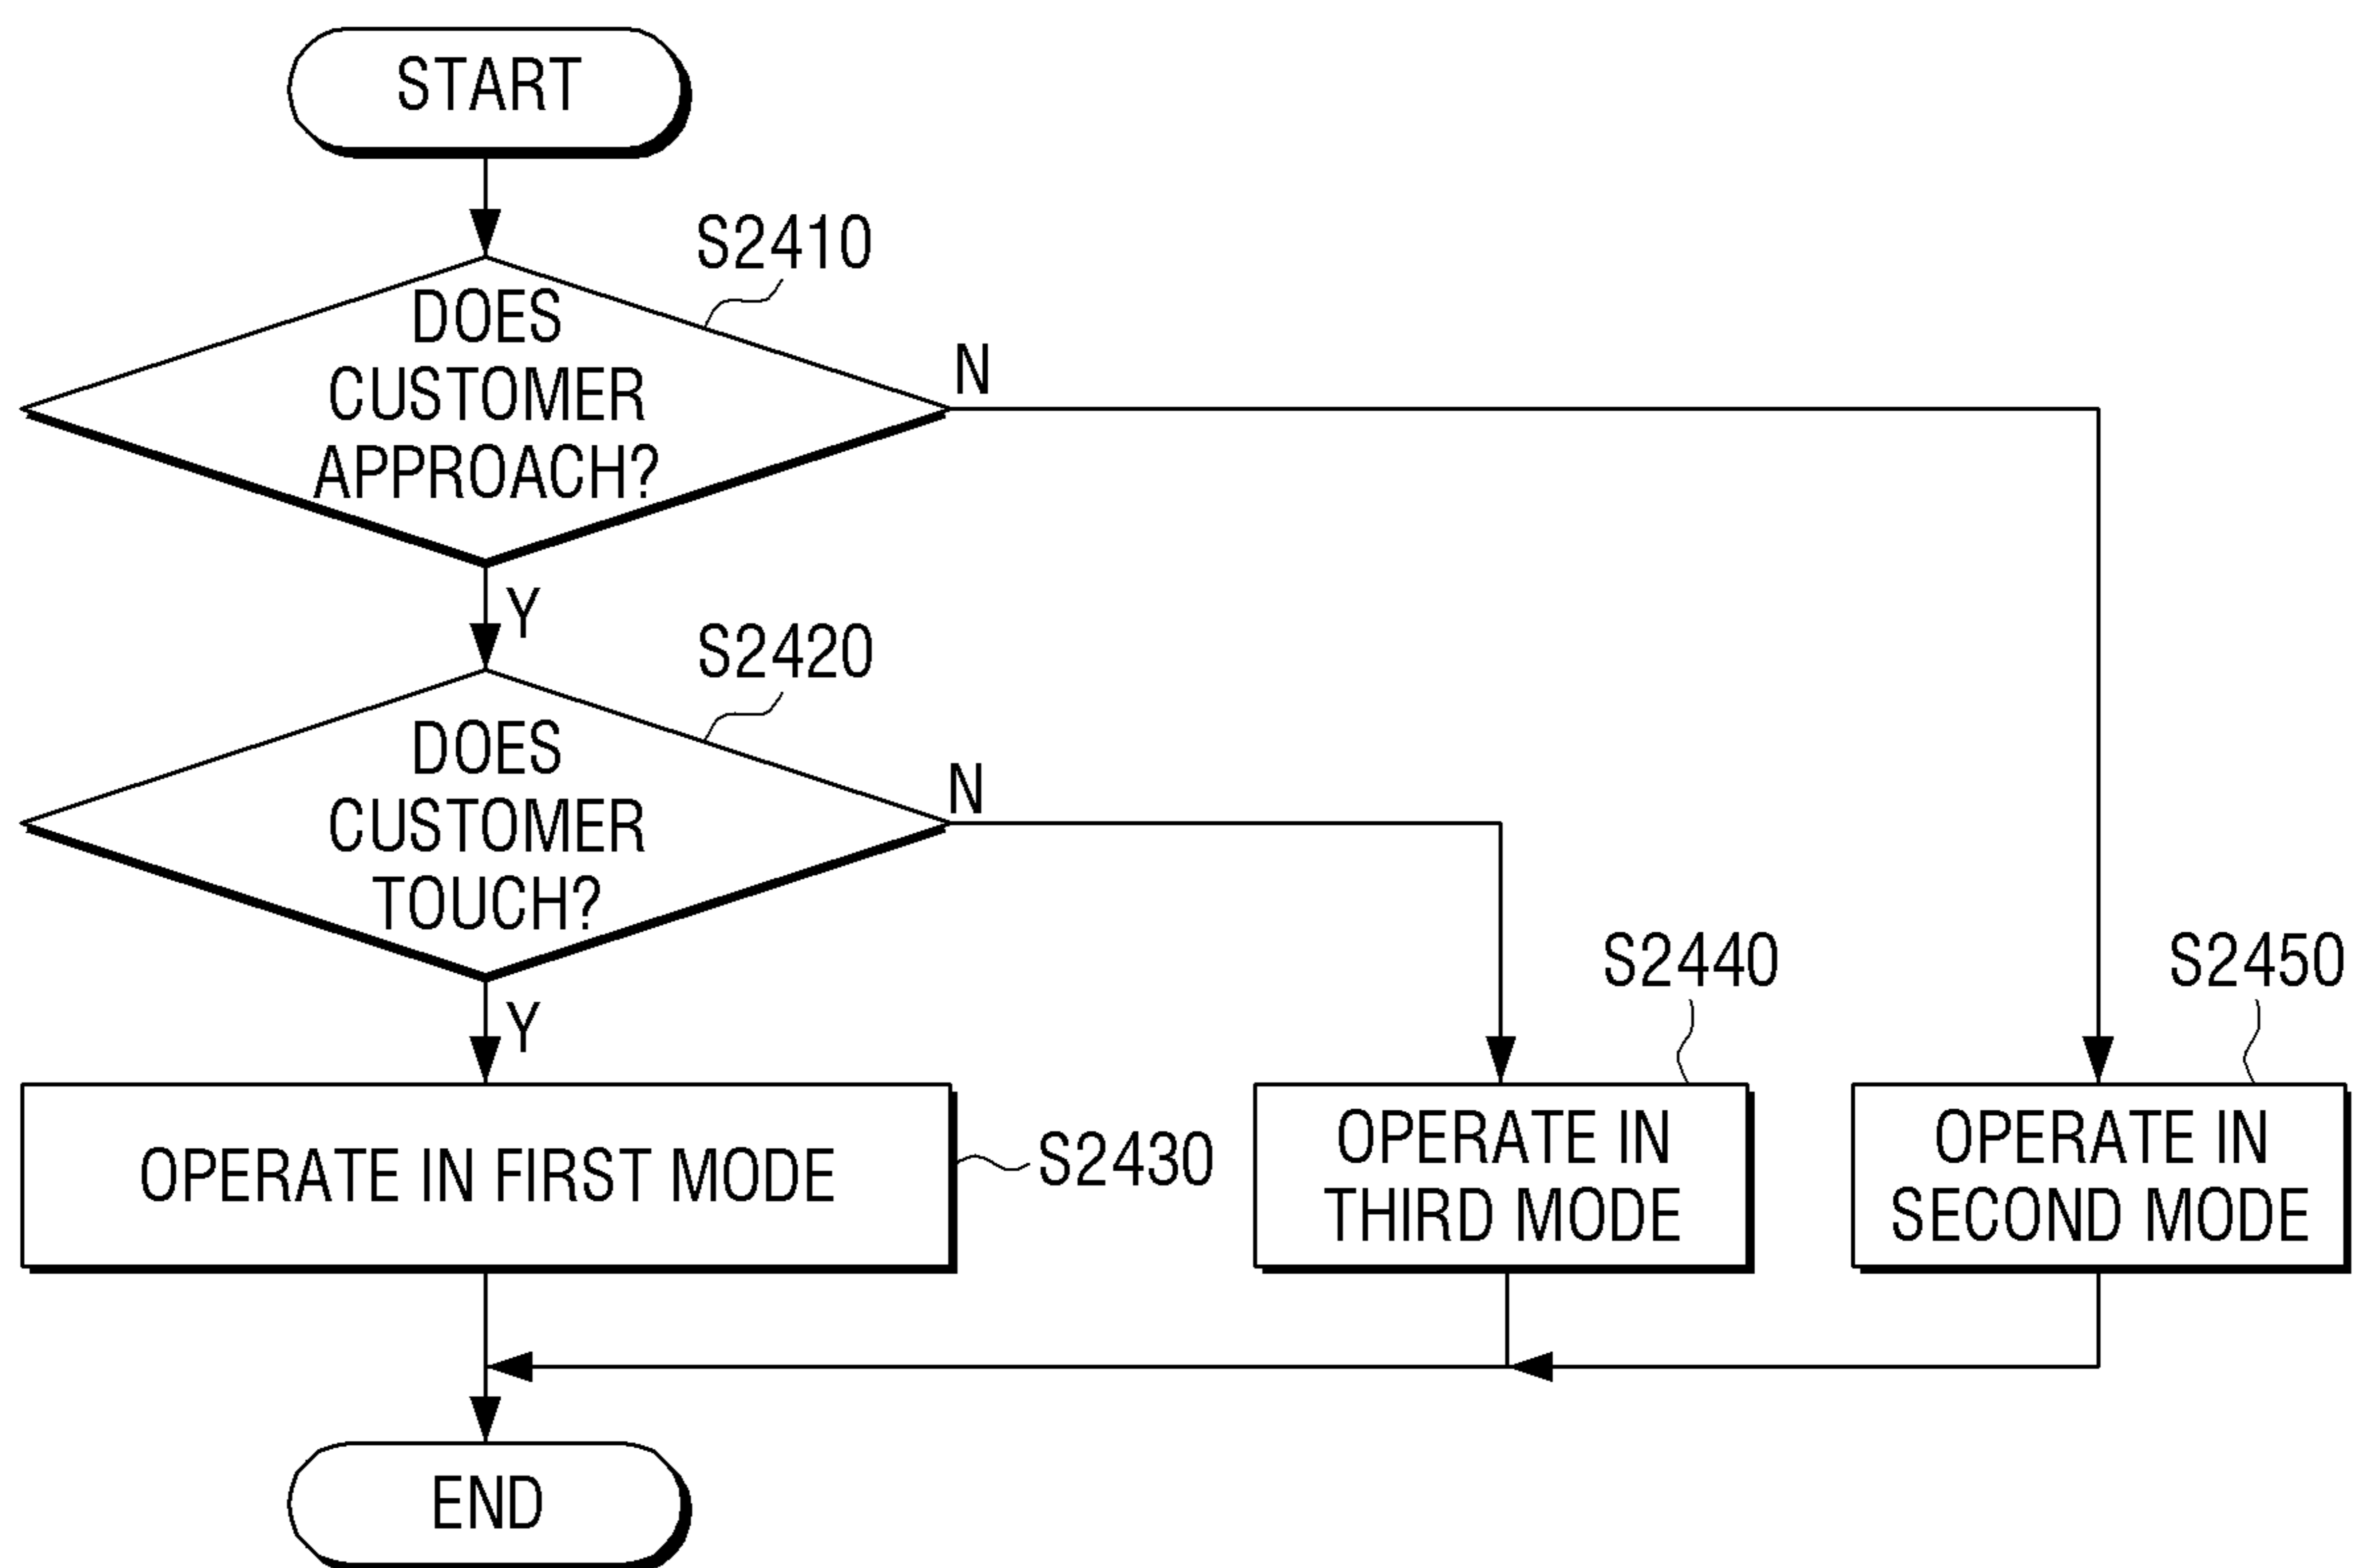 START
S2410
DOES
CUSTOMER
APPROACH?
N
Y
S2420
DOES
CUSTOMER
TOUCH?
N
Y
S2440
S2450
OPERATE IN FIRST MODE
S2430
OPERATE IN
THIRD MODE
OPERATE IN
SECOND MODE
END